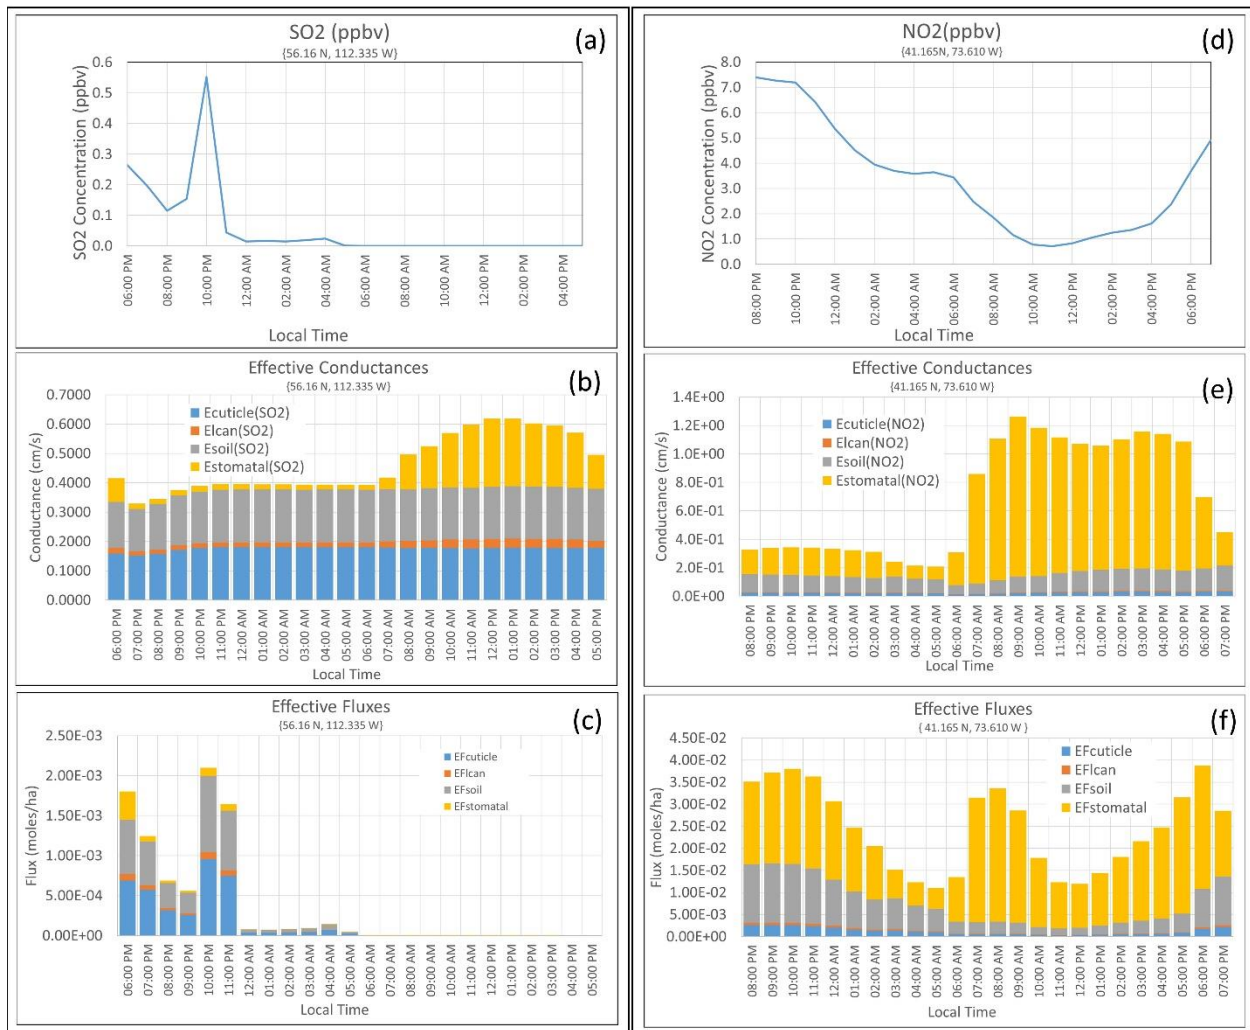 SO2 (ppbv)
(a)
{56.16 N, 112.335 W}
SO2 Concentration (ppbv)
0.6
0.5
0.4
0.3
0.2
0.1
0.0
06:00 PM
08:00 PM
10:00 PM
12:00 AM
02:00 AM
04:00 AM
06:00 AM
08:00 AM
10:00 AM
12:00 PM
02:00 PM
04:00 PM
Local Time
Effective Conductances
{56.16 N, 112.335 W}
(b)
Conductance (cm/s)
0.7000
0.6000
0.5000
0.4000
0.3000
0.2000
0.1000
0.0000
Ecuticle(SO2)
Elcan(SO2)
Esoil(SO2)
Estomatal(SO2)
06:00 PM
07:00 PM
08:00 PM
09:00 PM
10:00 PM
11:00 PM
12:00 AM
01:00 AM
02:00 AM
03:00 AM
04:00 AM
05:00 AM
06:00 AM
07:00 AM
08:00 AM
09:00 AM
10:00 AM
11:00 AM
12:00 PM
01:00 PM
02:00 PM
03:00 PM
04:00 PM
05:00 PM
Local Time
Effective Fluxes
{56.16 N, 112.335 W}
(c)
Flux (moles/ha)
2.50E-03
2.00E-03
1.50E-03
1.00E-03
5.00E-04
0.00E+00
EFcuticle
EFlcan
EFsoil
EFstomatal
06:00 PM
07:00 PM
08:00 PM
09:00 PM
10:00 PM
11:00 PM
12:00 AM
01:00 AM
02:00 AM
03:00 AM
04:00 AM
05:00 AM
06:00 AM
07:00 AM
08:00 AM
09:00 AM
10:00 AM
11:00 AM
12:00 PM
01:00 PM
02:00 PM
03:00 PM
04:00 PM
05:00 PM
Local Time
NO2(ppbv)
(d)
{41.165N, 73.610 W}
NO2 Concentration (ppbv)
8.0
7.0
6.0
5.0
4.0
3.0
2.0
1.0
0.0
08:00 PM
10:00 PM
12:00 AM
02:00 AM
04:00 AM
06:00 AM
08:00 AM
10:00 AM
12:00 PM
02:00 PM
04:00 PM
06:00 PM
Local Time
Effective Conductances
{41.165 N, 73.610 W}
(e)
Conductance (cm/s)
1.4E+00
1.2E+00
1.0E+00
8.0E-01
6.0E-01
4.0E-01
2.0E-01
0.0E+00
Ecuticle(NO2)
Elcan(NO2)
Esoil(NO2)
Estomatal(NO2)
08:00 PM
09:00 PM
10:00 PM
11:00 PM
12:00 AM
01:00 AM
02:00 AM
03:00 AM
04:00 AM
05:00 AM
06:00 AM
07:00 AM
08:00 AM
09:00 AM
10:00 AM
11:00 AM
12:00 PM
01:00 PM
02:00 PM
03:00 PM
04:00 PM
05:00 PM
06:00 PM
07:00 PM
Local Time
Effective Fluxes
{ 41.165 N, 73.610 W }
(f)
Flux (moles/ha)
4.50E-02
4.00E-02
3.50E-02
3.00E-02
2.50E-02
2.00E-02
1.50E-02
1.00E-02
5.00E-03
0.00E+00
EFcuticle
EFlcan
EFsoil
EFstomatal
08:00 PM
09:00 PM
10:00 PM
11:00 PM
12:00 AM
01:00 AM
02:00 AM
03:00 AM
04:00 AM
05:00 AM
06:00 AM
07:00 AM
08:00 AM
09:00 AM
10:00 AM
11:00 AM
12:00 PM
01:00 PM
02:00 PM
03:00 PM
04:00 PM
05:00 PM
06:00 PM
07:00 PM
Local Time